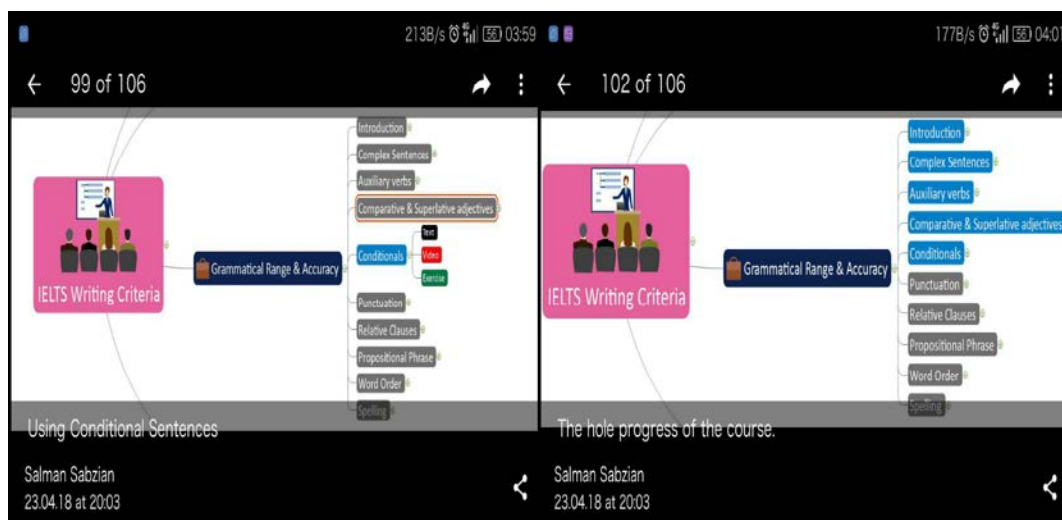 213B/s 4G 56 03:59
99 of 106
Introduction
Complex Sentences
Auxiliary verbs
Comparative & Superlative adjectives
Text
Conditionals
Video
Exercise
Grammatical Range & Accuracy
IELTS Writing Criteria
Punctuation
Relative Clauses
Propositional Phrase
Word Order
Spelling
Using Conditional Sentences
Salman Sabzian
23.04.18 at 20:03
177B/s 4G 56 04:01
102 of 106
Introduction
Complex Sentences
Auxiliary verbs
Comparative & Superlative adjectives
Conditionals
Grammatical Range & Accuracy
IELTS Writing Criteria
Punctuation
Relative Clauses
Propositional Phrase
Word Order
Spelling
The hole progress of the course.
Salman Sabzian
23.04.18 at 20:03